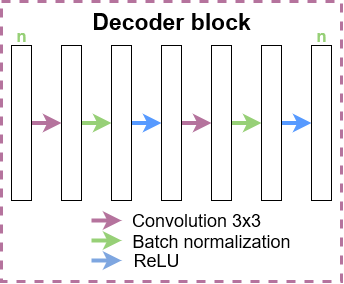 Decoder block
n
n
Convolution 3x3
Batch normalization
ReLU